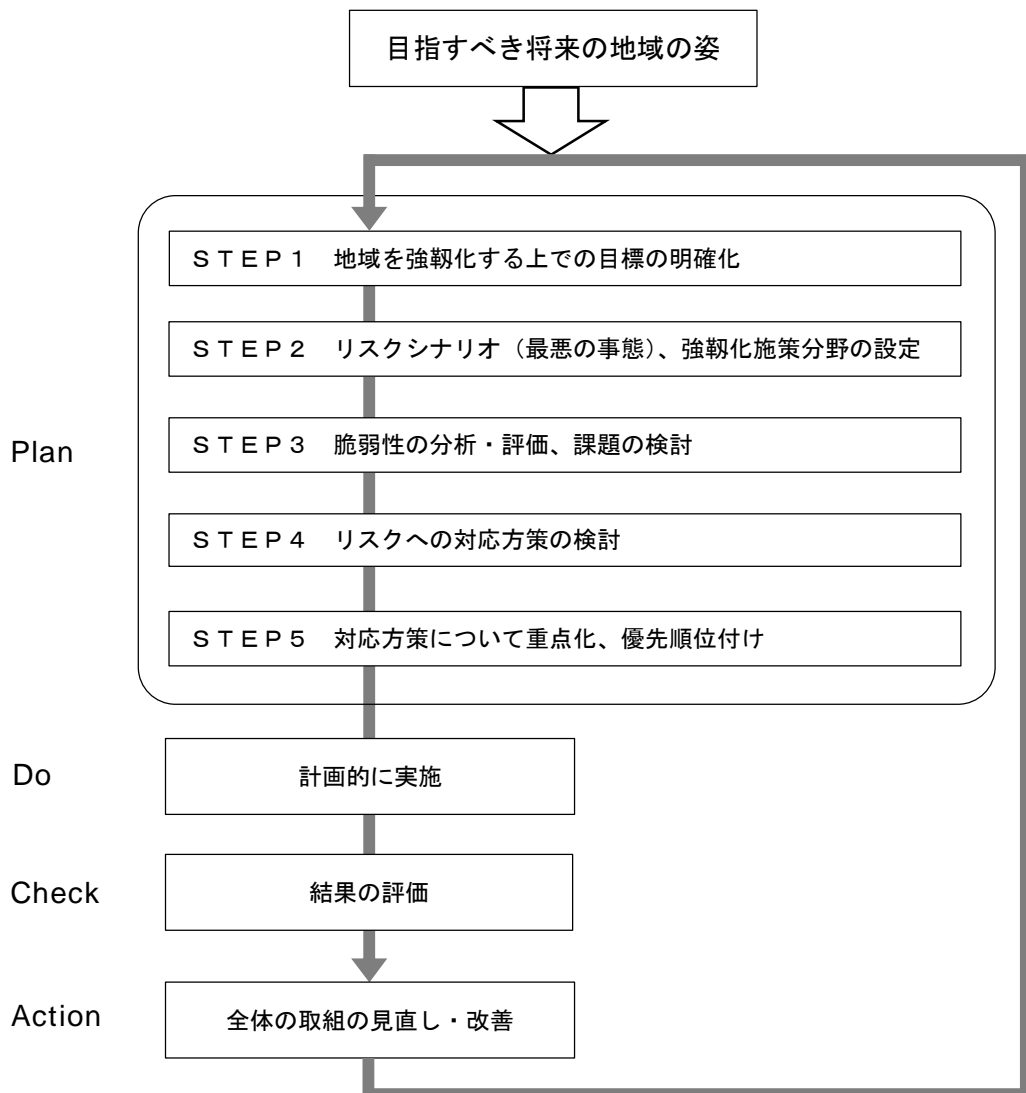 目指すべき将来の地域の姿
ＳＴＥＰ１　地域を強靱化する上での目標の明確化
ＳＴＥＰ２　リスクシナリオ（最悪の事態）、強靱化施策分野の設定
Plan
ＳＴＥＰ３　脆弱性の分析・評価、課題の検討
ＳＴＥＰ４　リスクへの対応方策の検討
ＳＴＥＰ５　対応方策について重点化、優先順位付け
Do
計画的に実施
Check
結果の評価
Action
全体の取組の見直し・改善